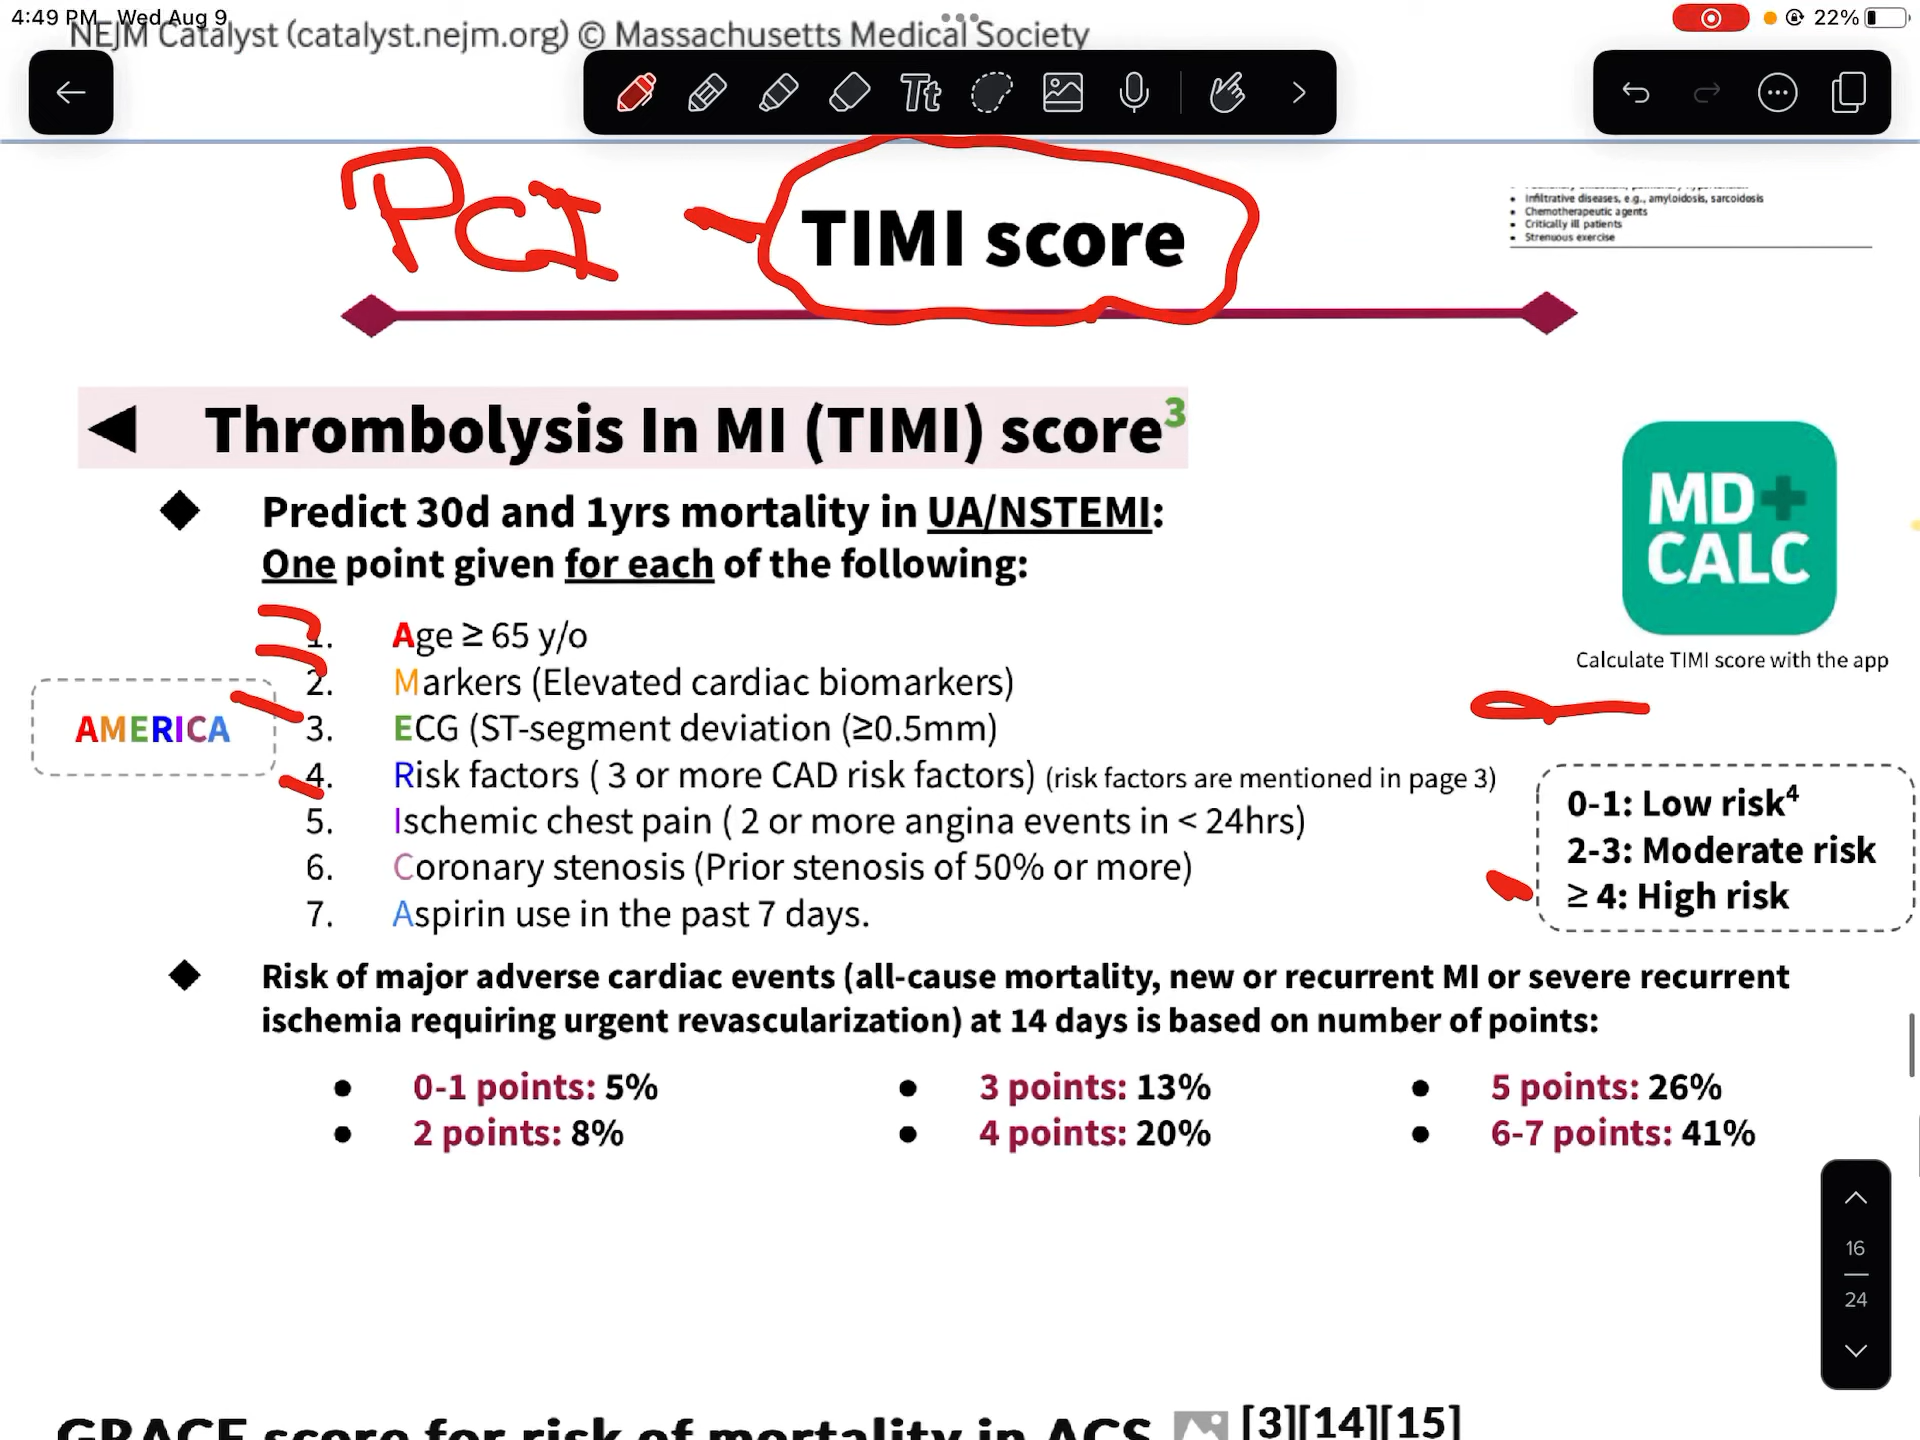 4:49 PM Wed Aug 9
22%
NEJM Catalyst (catalyst.nejm.org) © Massachusetts Medical Society
Tt
PCI
TIMI score
Infiltrative diseases, e.g., amyloidosis, sarcoidosis
Chemotherapeutic agents
Critically ill patients
Strenuous exercise
Thrombolysis In MI (TIMI) score³
Predict 30d and 1yrs mortality in UA/NSTEMI:
One point given for each of the following:
1. Age ≥ 65 y/o
2. Markers (Elevated cardiac biomarkers)
3. ECG (ST-segment deviation (≥0.5mm)
4. Risk factors ( 3 or more CAD risk factors) (risk factors are mentioned in page 3)
5. Ischemic chest pain ( 2 or more angina events in < 24hrs)
6. Coronary stenosis (Prior stenosis of 50% or more)
7. Aspirin use in the past 7 days.
AMERICA
MD+
CALC
Calculate TIMI score with the app
0-1: Low risk⁴
2-3: Moderate risk
≥ 4: High risk
Risk of major adverse cardiac events (all-cause mortality, new or recurrent MI or severe recurrent
ischemia requiring urgent revascularization) at 14 days is based on number of points:
0-1 points: 5%
2 points: 8%
3 points: 13%
4 points: 20%
5 points: 26%
6-7 points: 41%
16
24
GRACE score for risk of mortality in ACS [3][14][15]